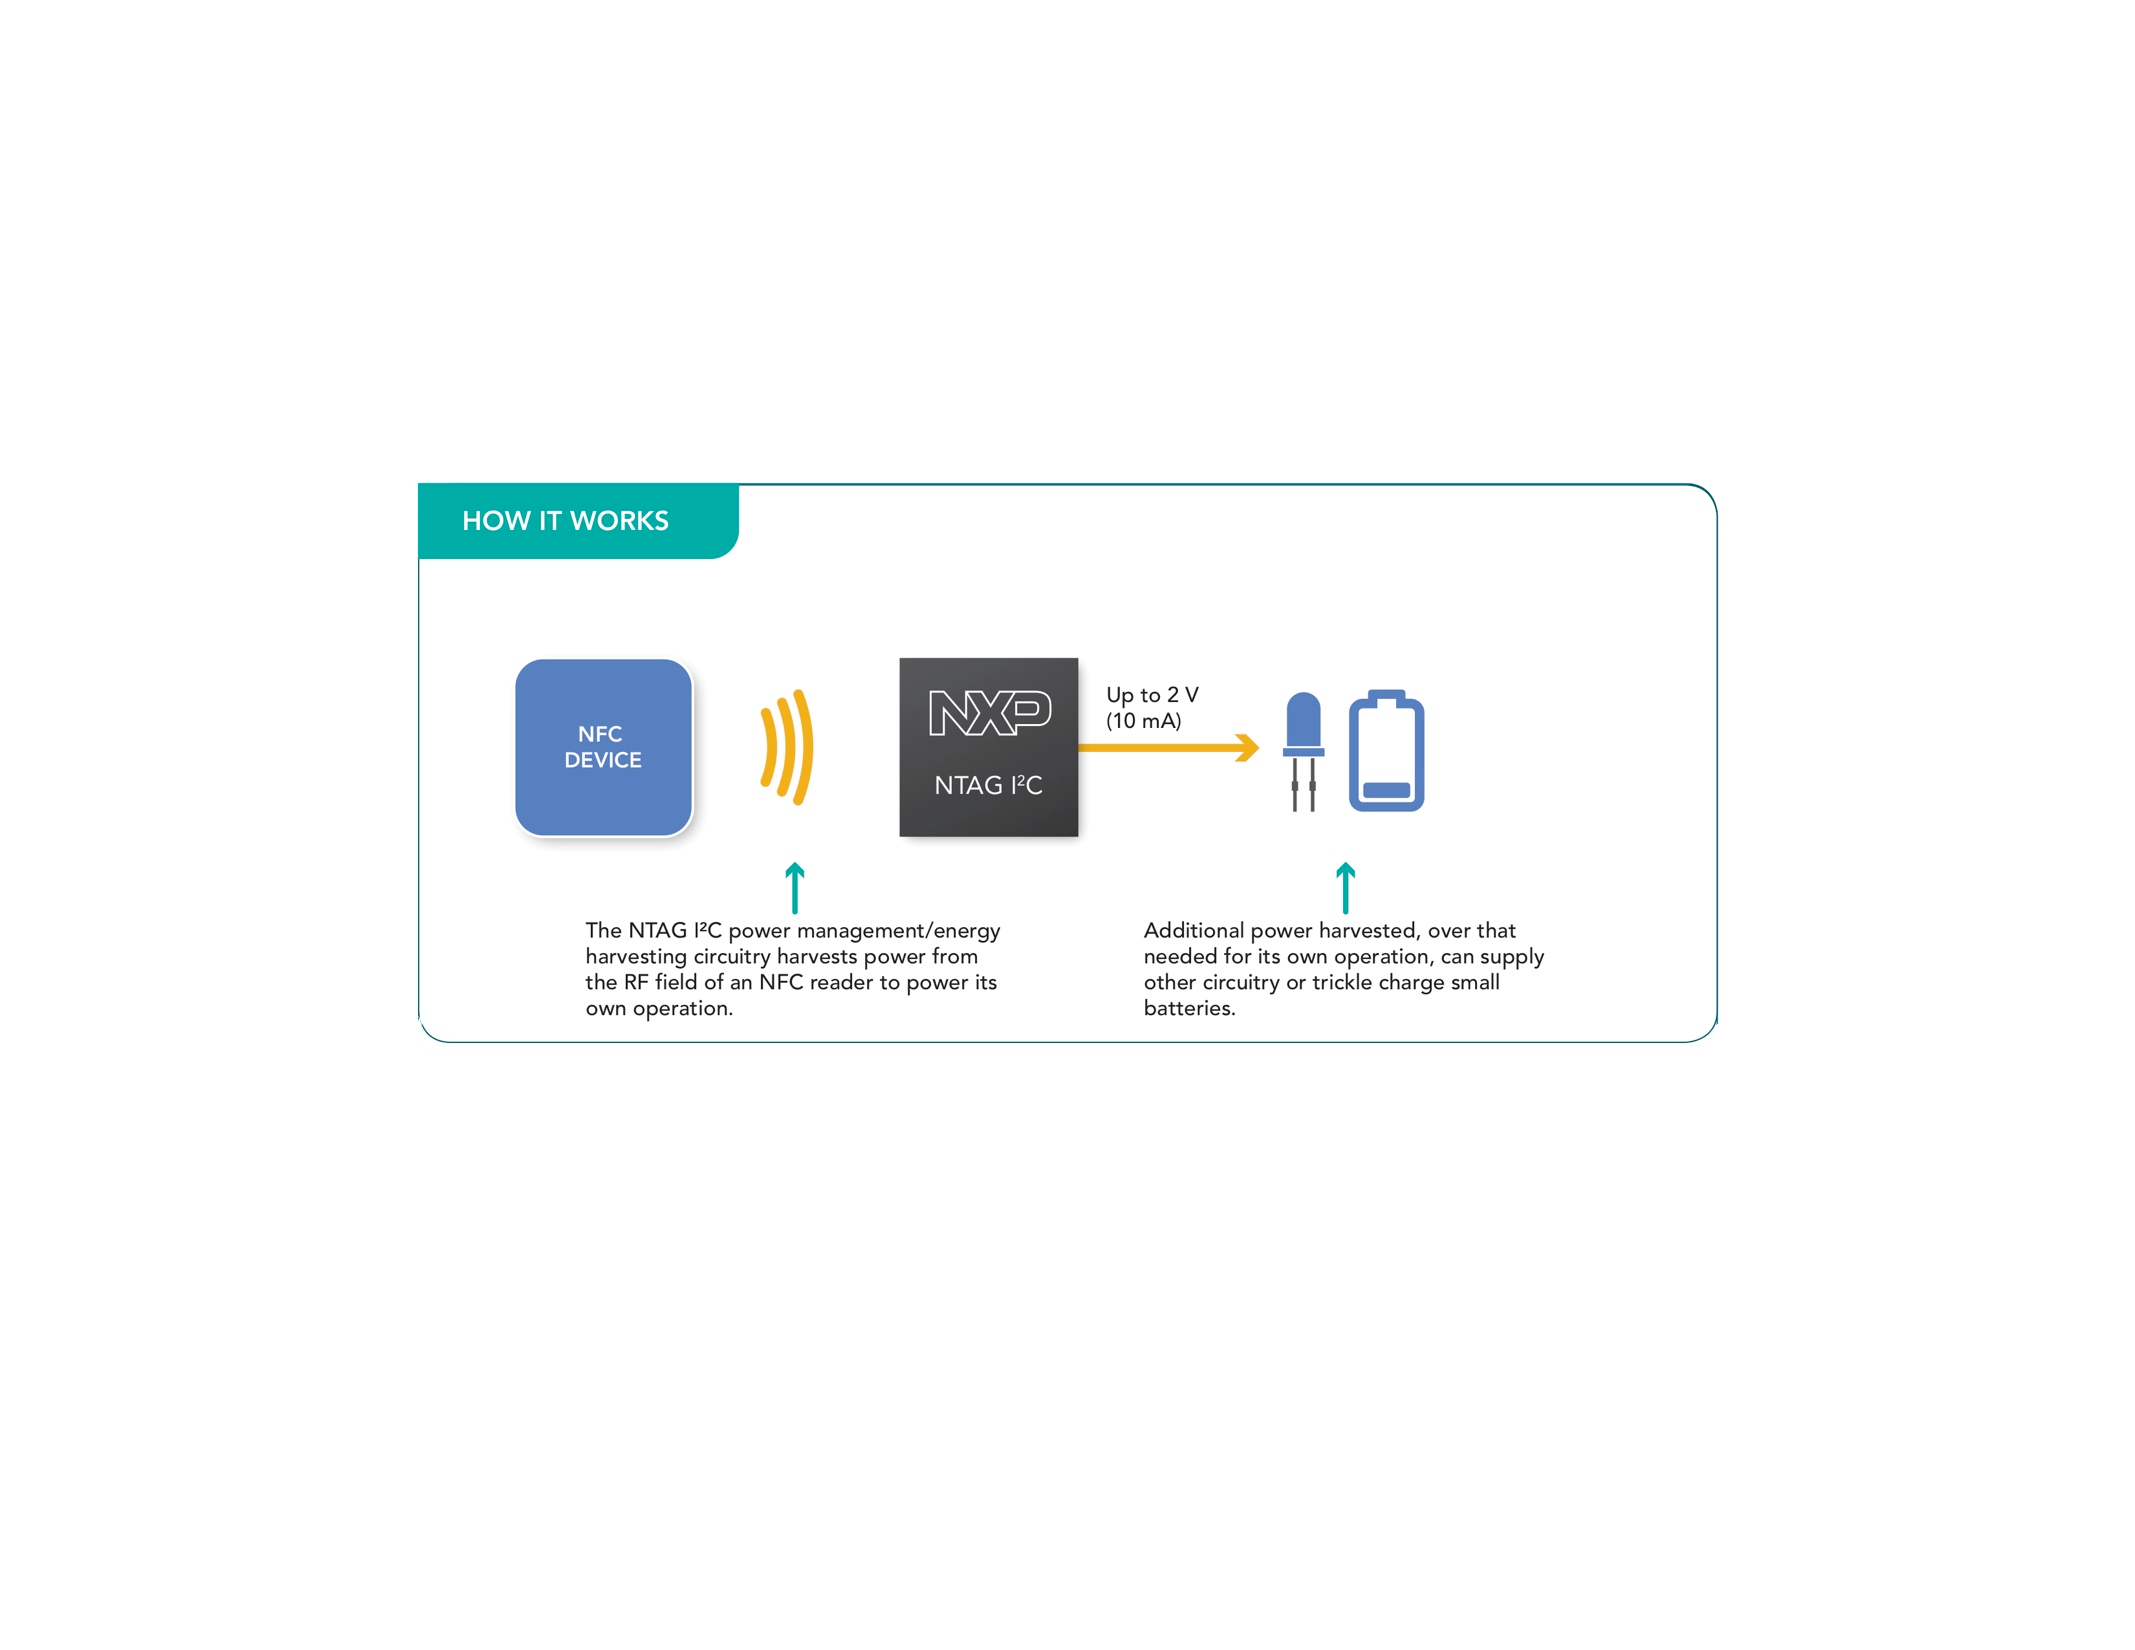 HOW IT WORKS
NFC
DEVICE
NXP
NTAG I²C
Up to 2 V
(10 mA)
The NTAG I²C power management/energy
harvesting circuitry harvests power from
the RF field of an NFC reader to power its
own operation.
Additional power harvested, over that
needed for its own operation, can supply
other circuitry or trickle charge small
batteries.